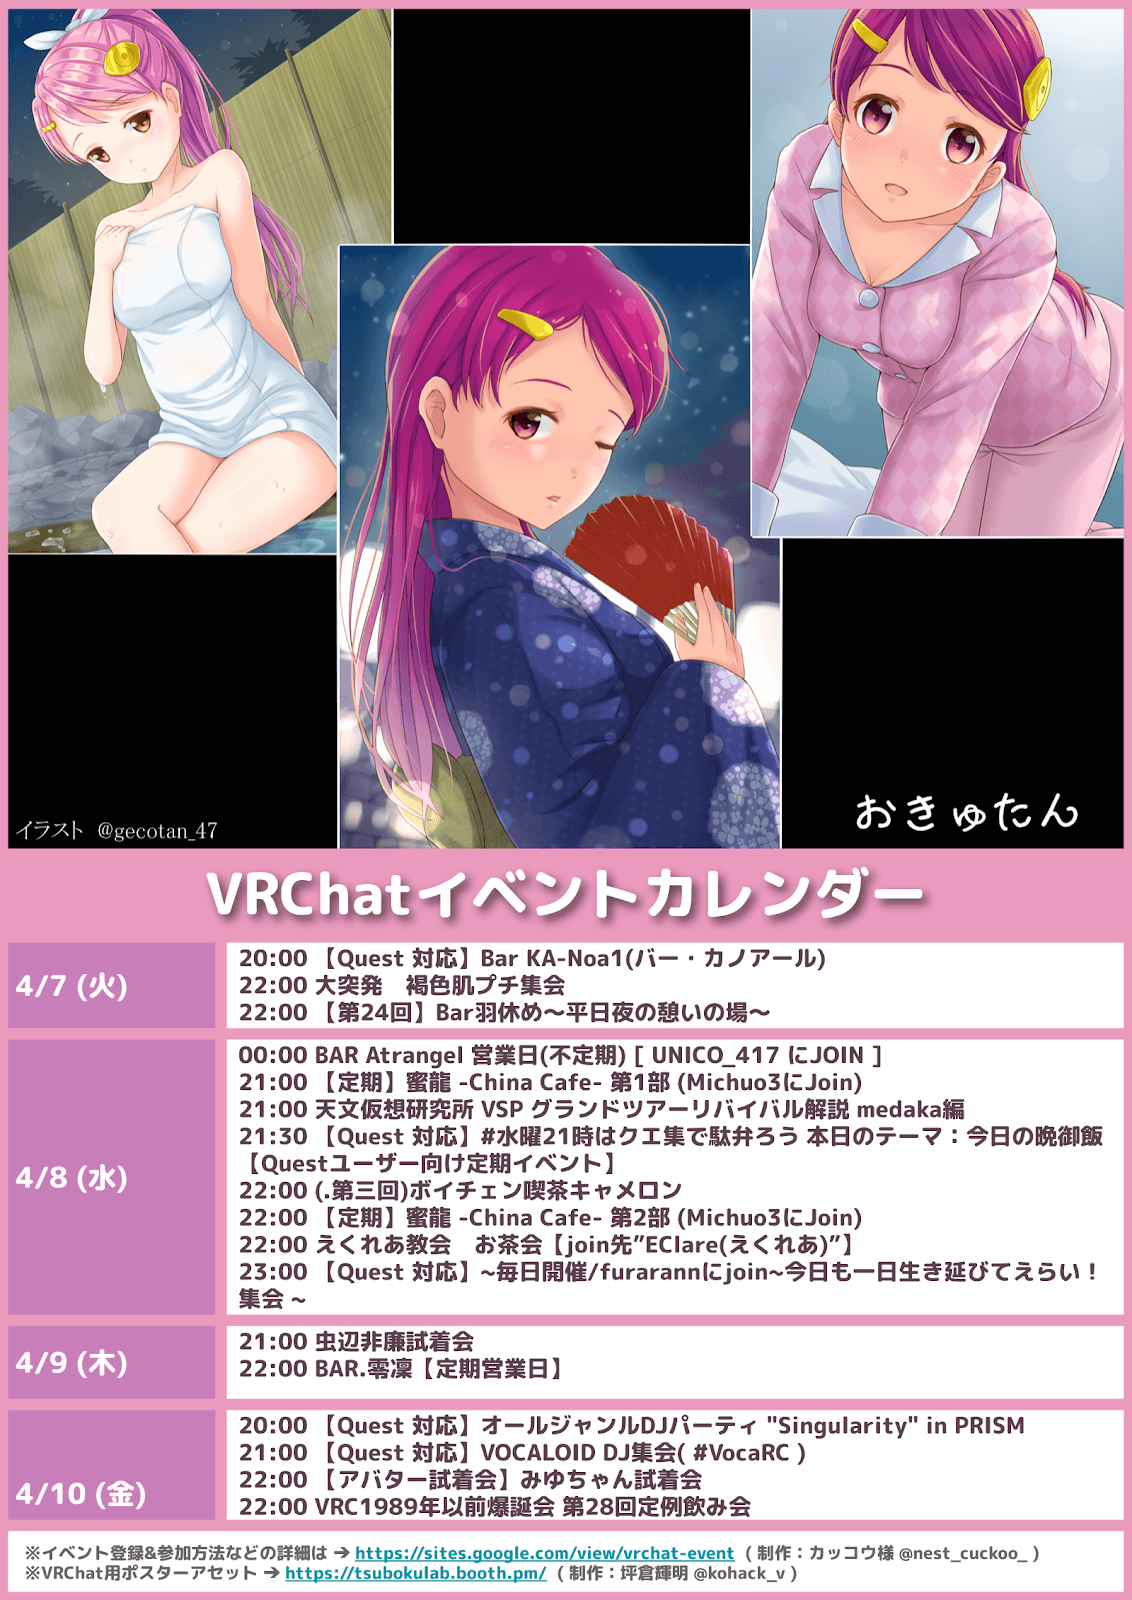 イラスト @gecotan_47
おきゅたん
VRChatイベントカレンダー
4/7 (火)
20:00 【Quest 対応】Bar KA-Noa1(バー・カノアール)
22:00 大突発　褐色肌プチ集会
22:00 【第24回】Bar羽休め～平日夜の憩いの場～
4/8 (水)
00:00 BAR Atrangel 営業日(不定期) [ UNICO_417 にJOIN ]
21:00 【定期】蜜龍 -China Cafe- 第1部 (Michuo3にJoin)
21:00 天文仮想研究所 VSP グランドツアーリバイバル解説 medaka編
21:30 【Quest 対応】#水曜21時はクエ集で駄弁ろう 本日のテーマ：今日の晩御飯
【Questユーザー向け定期イベント】
22:00 (.第三回)ボイチェン喫茶キャメロン
22:00 【定期】蜜龍 -China Cafe- 第2部 (Michuo3にJoin)
22:00 えくれあ教会　お茶会【join先”EClare(えくれあ)”】
23:00 【Quest 対応】~毎日開催/furarannにjoin~今日も一日生き延びてえらい！
集会 ~
4/9 (木)
21:00 虫辺非廉試着会
22:00 BAR.零凜【定期営業日】
4/10 (金)
20:00 【Quest 対応】オールジャンルDJパーティ "Singularity" in PRISM
21:00 【Quest 対応】VOCALOID DJ集会( #VocaRC )
22:00 【アバター試着会】みゆちゃん試着会
22:00 VRC1989年以前爆誕会 第28回定例飲み会
※イベント登録&参加方法などの詳細は → https://sites.google.com/view/vrchat-event ( 制作：カッコウ様 @nest_cuckoo_ )
※VRChat用ポスターアセット → https://tsubokulab.booth.pm/ ( 制作：坪倉輝明 @kohack_v )